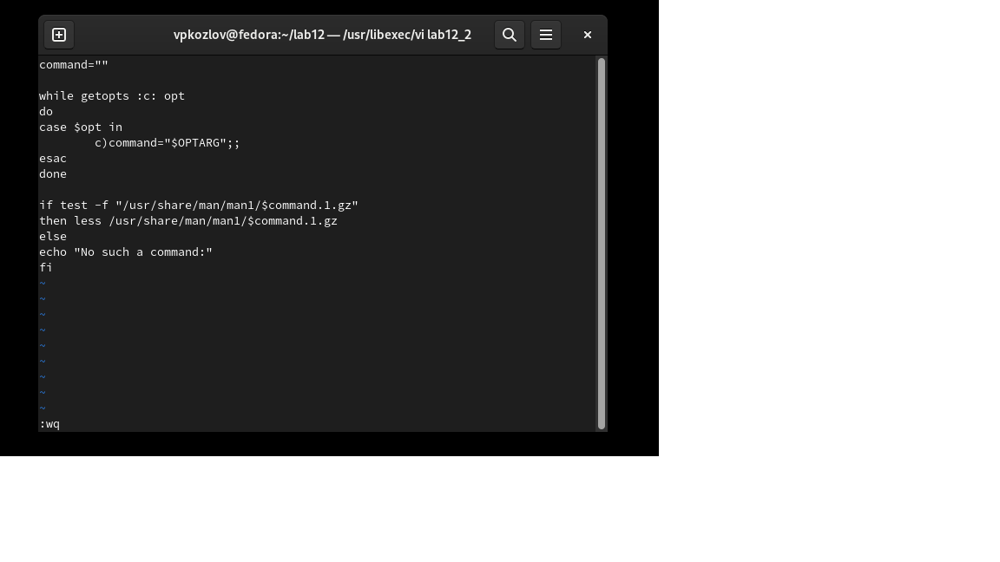 vpkozlov@fedora:~/lab12 — /usr/libexec/vi lab12_2
command=""
while getopts :c: opt
do
case $opt in
c)command="$OPTARG";;
esac
done
if test -f "/usr/share/man/man1/$command.1.gz"
then less /usr/share/man/man1/$command.1.gz
else
echo "No such a command:"
fi
~
~
~
~
~
~
~
~
~
:wq